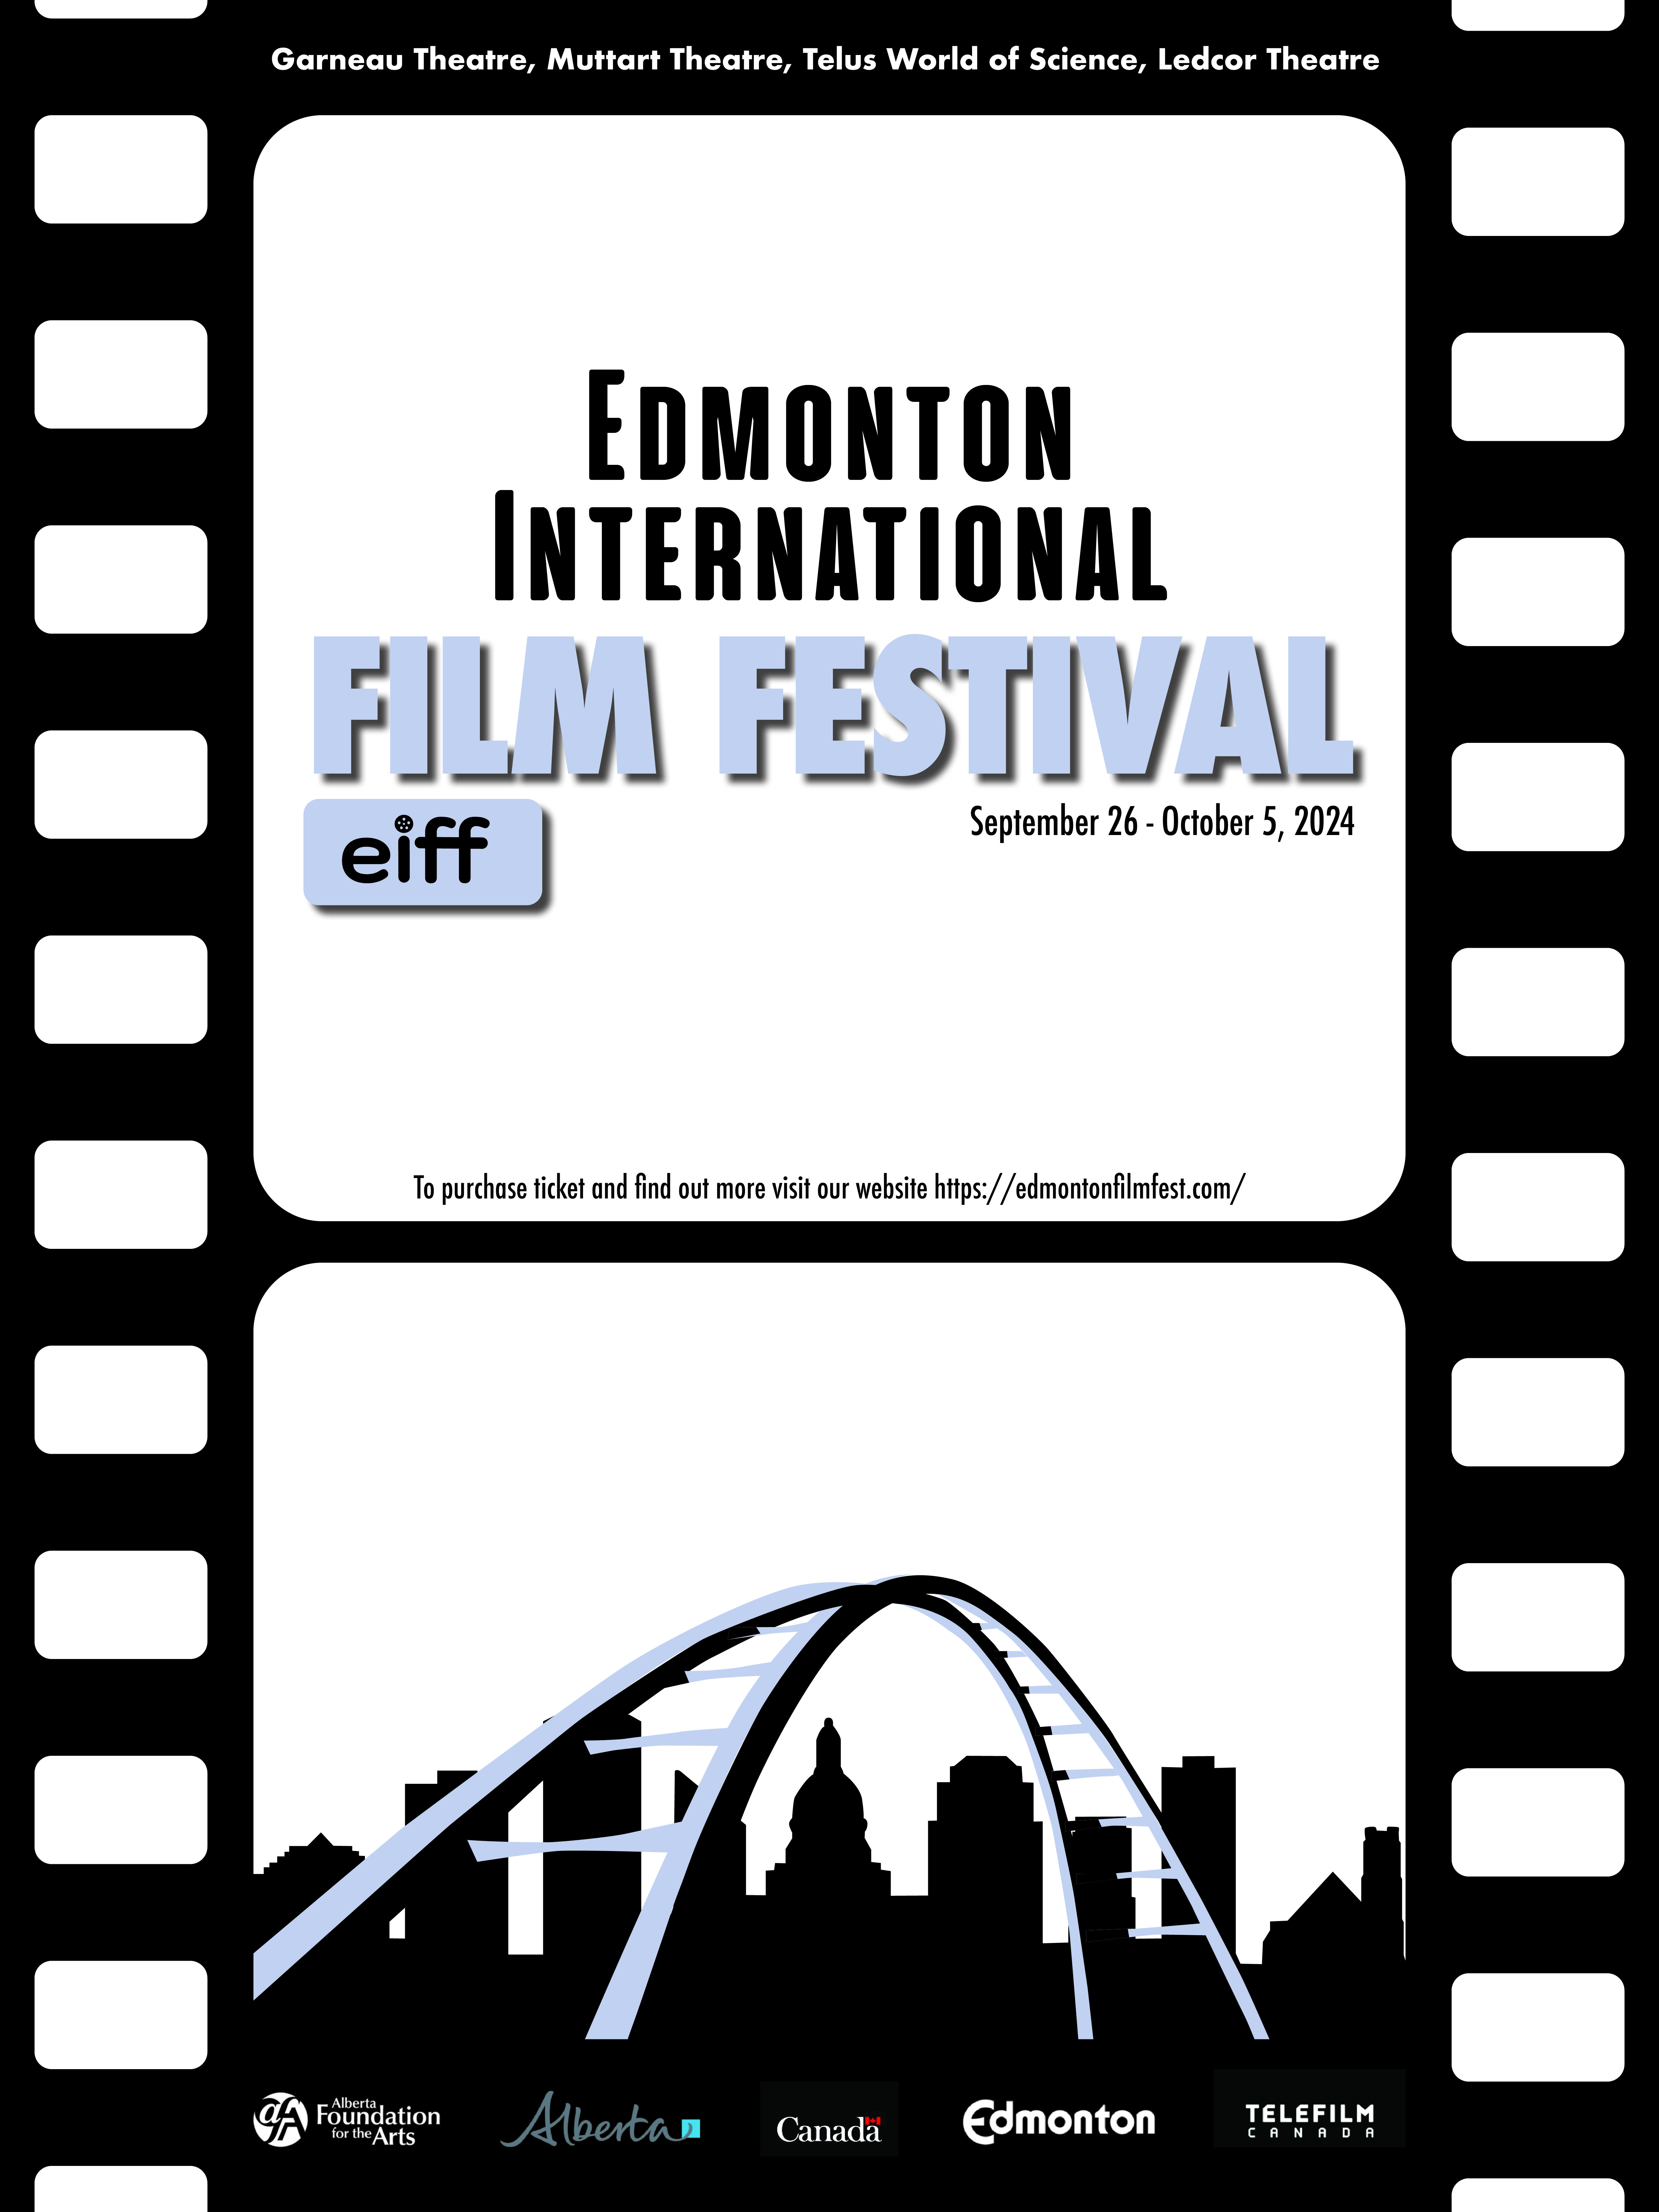 Garneau Theatre, Muttart Theatre, Telus World of Science, Ledcor Theatre
Edmonton
International
FILM FESTIVAL
eiff
September 26 - October 5, 2024
To purchase ticket and find out more visit our website https://edmontonfilmfest.com/
afA Alberta
Foundation
for the Arts
Alberta
Canada
Edmonton
TELEFILM
CANADA